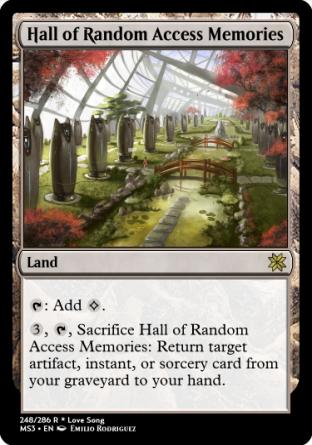 Hall of Random Access Memories
Land
: Add .
3, , Sacrifice Hall of Random
Access Memories: Return target
artifact, instant, or sorcery card from
your graveyard to your hand.
248/286 R * Love Song
MS3 • EN Emilio Rodriguez